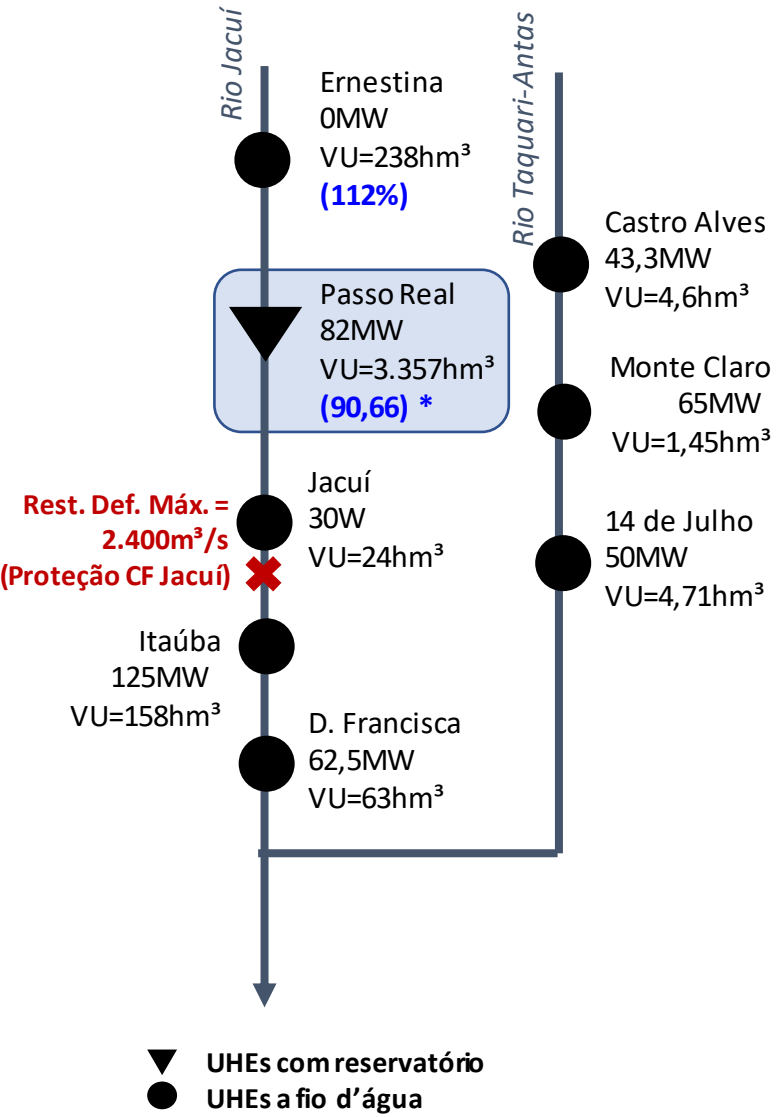 Rio Jacuí
Ernestina
0MW
VU=238hm³
(112%)
Passo Real
82MW
VU=3.357hm³
(90,66) *
Jacuí
30W
VU=24hm³
Rest. Def. Máx. =
2.400m³/s
(Proteção CF Jacuí)
Itaúba
125MW
VU=158hm³
D. Francisca
62,5MW
VU=63hm³
Rio Taquari-Antas
Castro Alves
43,3MW
VU=4,6hm³
Monte Claro
65MW
VU=1,45hm³
14 de Julho
50MW
VU=4,71hm³
UHEs com reservatório
UHEs a fio d’água